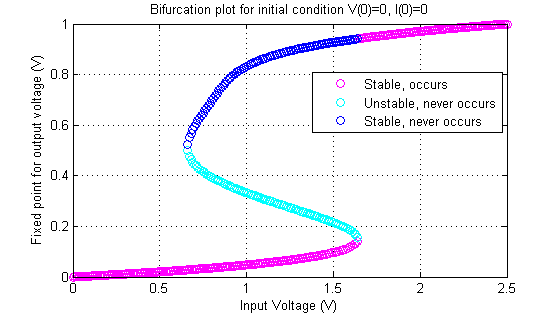 Bifurcation plot for initial condition V(0)=0, I(0)=0
1
0.8
0.6
0.4
0.2
0
Fixed point for output voltage (V)
Stable, occurs
Unstable, never occurs
Stable, never occurs
0
0.5
1
1.5
2
2.5
Input Voltage (V)